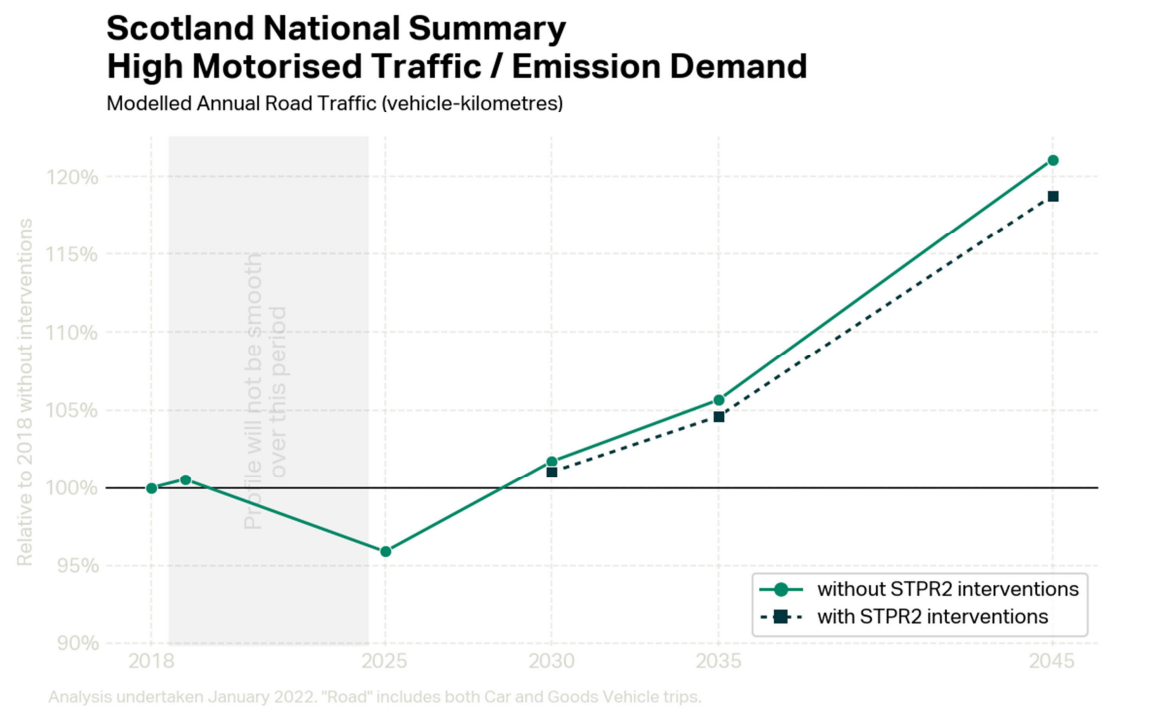 Scotland National Summary
High Motorised Traffic / Emission Demand
Modelled Annual Road Traffic (vehicle-kilometres)
Relative to 2018 without interventions
120%
115%
110%
105%
100%
95%
90%
Profile will not be smooth
over this period
without STPR2 interventions
with STPR2 interventions
2018 2025 2030 2035 2045
Analysis undertaken January 2022. "Road" includes both Car and Goods Vehicle trips.